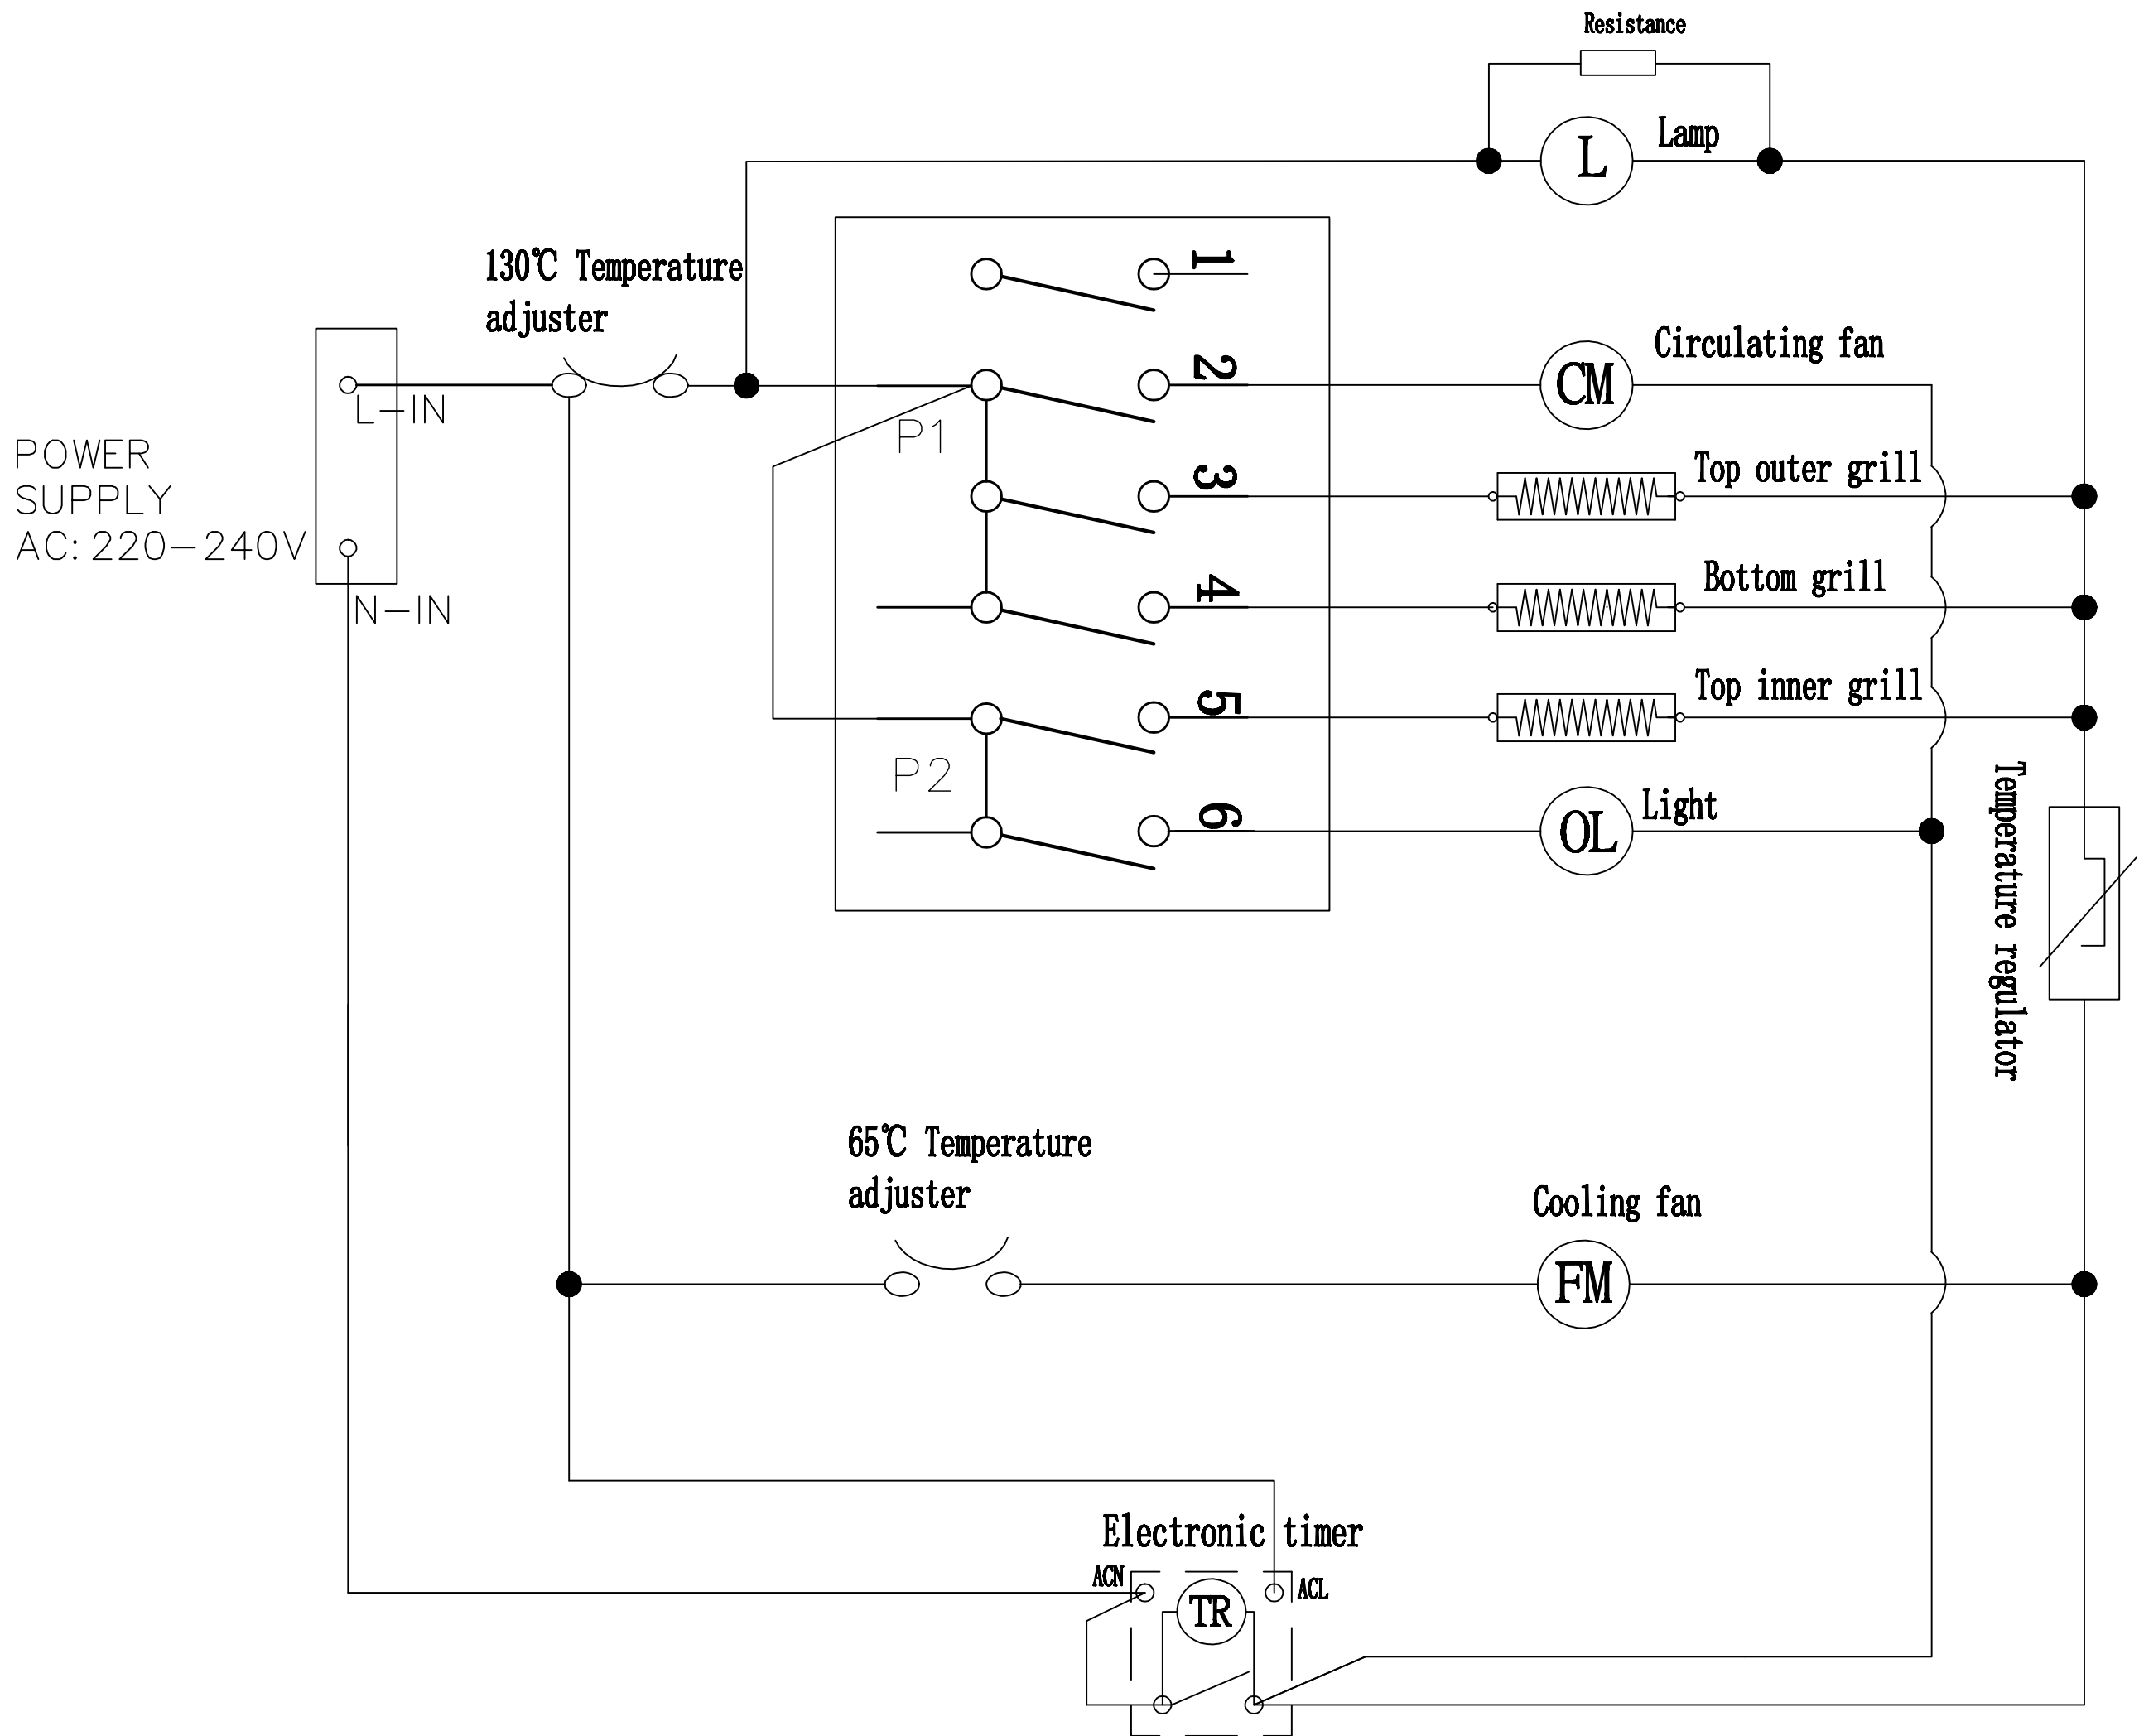 Resistance
L
Lamp
130℃ Temperature
adjuster
1
2
Circulating fan
CM
L-IN
P1
POWER
SUPPLY
AC: 220-240V
3
Top outer grill
N-IN
4
Bottom grill
5
Top inner grill
P2
6
OL
Light
Temperature regulator
65℃ Temperature
adjuster
Cooling fan
FM
Electronic timer
ACN
ACL
TR